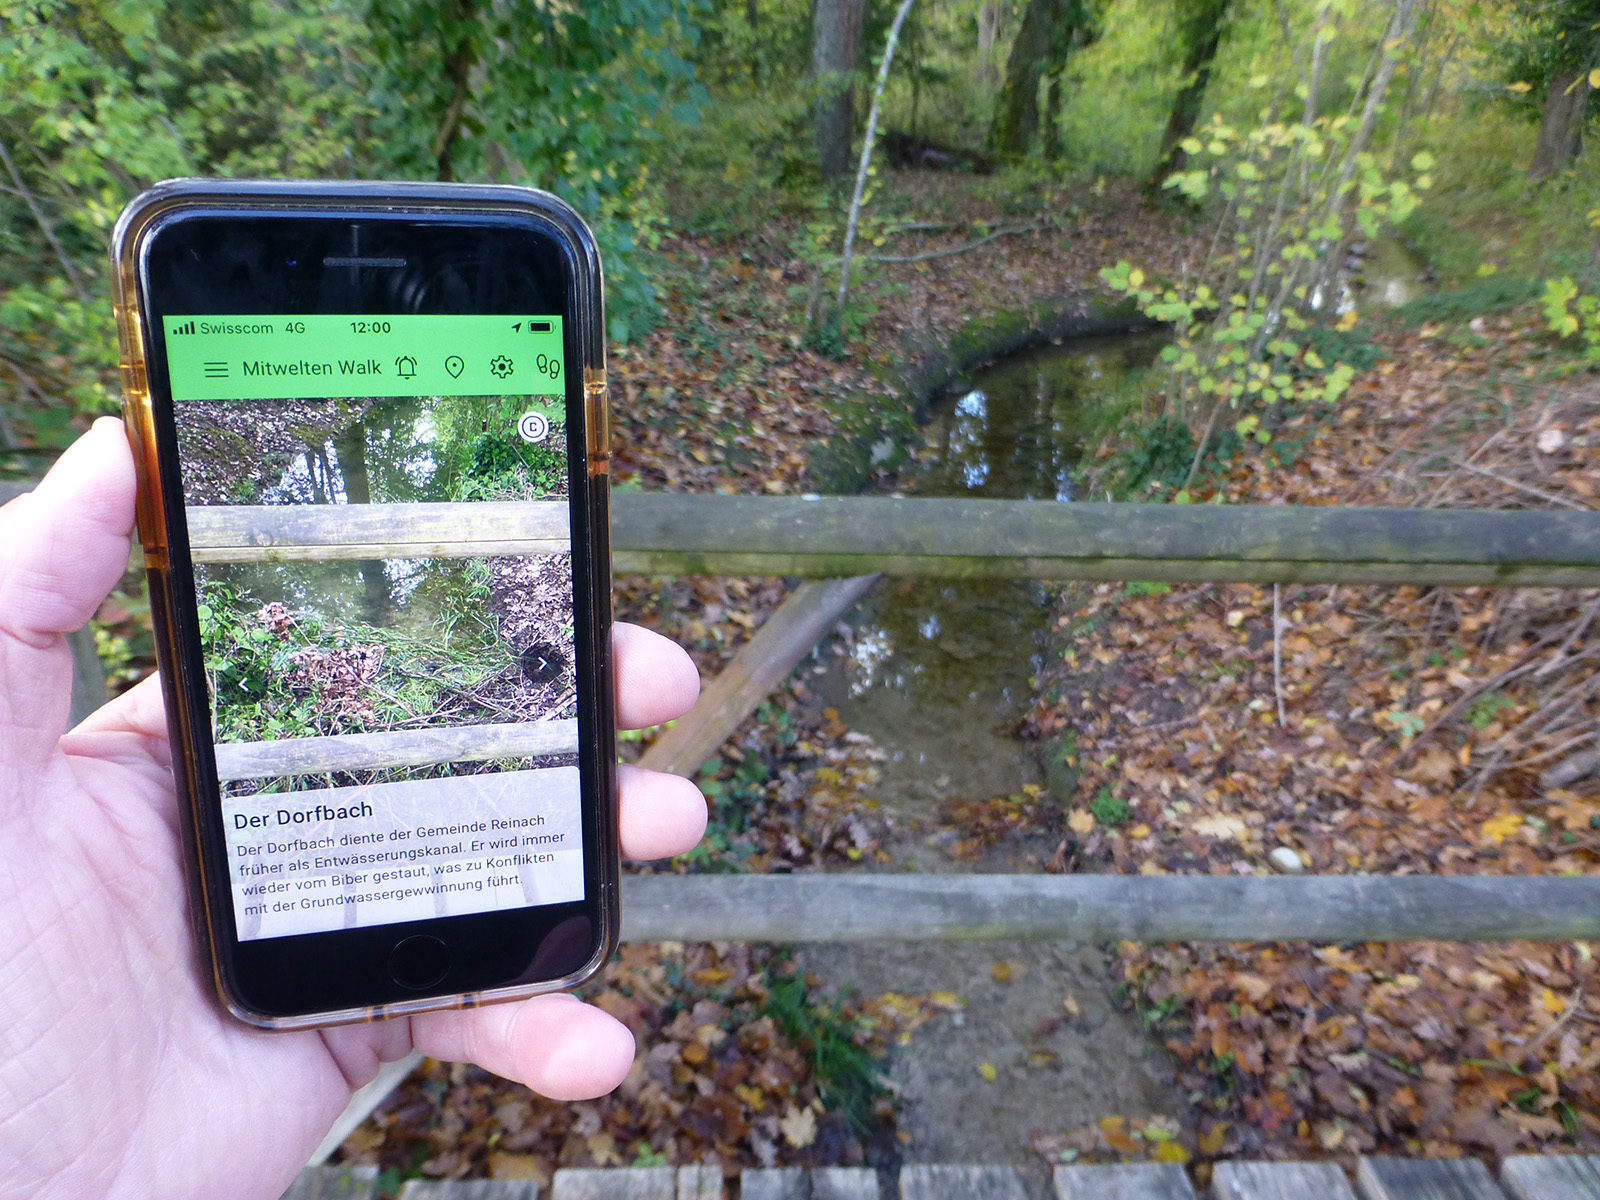 Swisscom 4G 12:00
Mitwelten Walk
C
Der Dorfbach
Der Dorfbach diente der Gemeinde Reinach
früher als Entwässerungskanal. Er wird immer
wieder vom Biber gestaut, was zu Konflikten
mit der Grundwassergewwinnung führt.